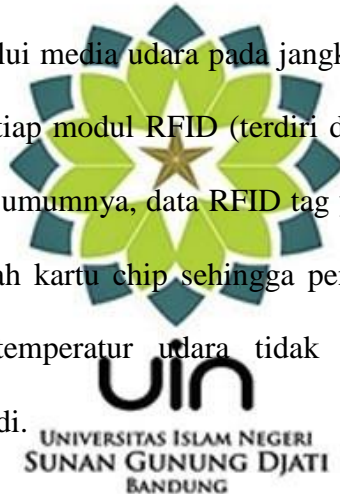 lui media udara pada jangk
tiap modul RFID (terdiri d
umumnya, data RFID tag
ah kartu chip sehingga per
temperatur udara tidak
uin
di.
UNIVERSITAS ISLAM NEGERI
SUNAN GUNUNG DJATI
BANDUNG